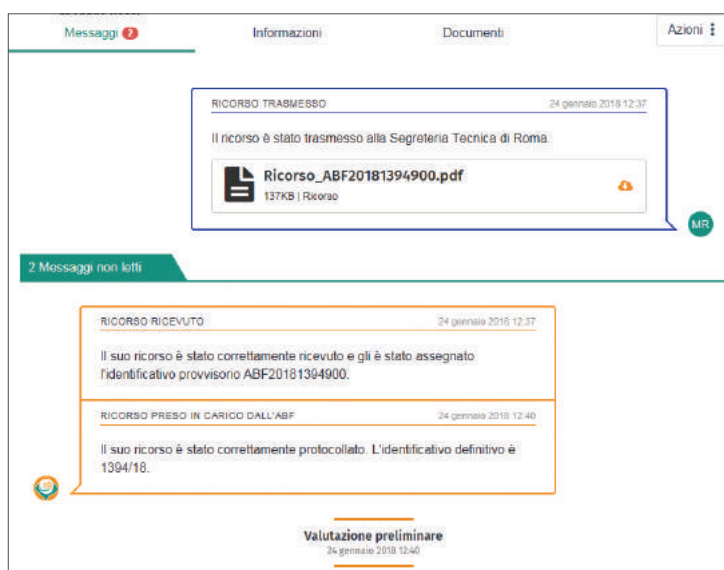 Messaggi 2
Informazioni
Documenti
Azioni
RICORSO TRASMESSO 24 gennaio 2018 12:37
Il ricorso è stato trasmesso alla Segreteria Tecnica di Roma.
Ricorso_ABF20181394900.pdf
137KB | Ricorso
MR
2 Messaggi non letti
RICORSO RICEVUTO 24 gennaio 2018 12:37
Il suo ricorso è stato correttamente ricevuto e gli è stato assegnato
l'identificativo provvisorio ABF20181394900.
RICORSO PRESO IN CARICO DALL'ABF 24 gennaio 2018 12:40
Il suo ricorso è stato correttamente protocollato. L'identificativo definitivo è
1394/18.
Valutazione preliminare
24 gennaio 2018 12:40